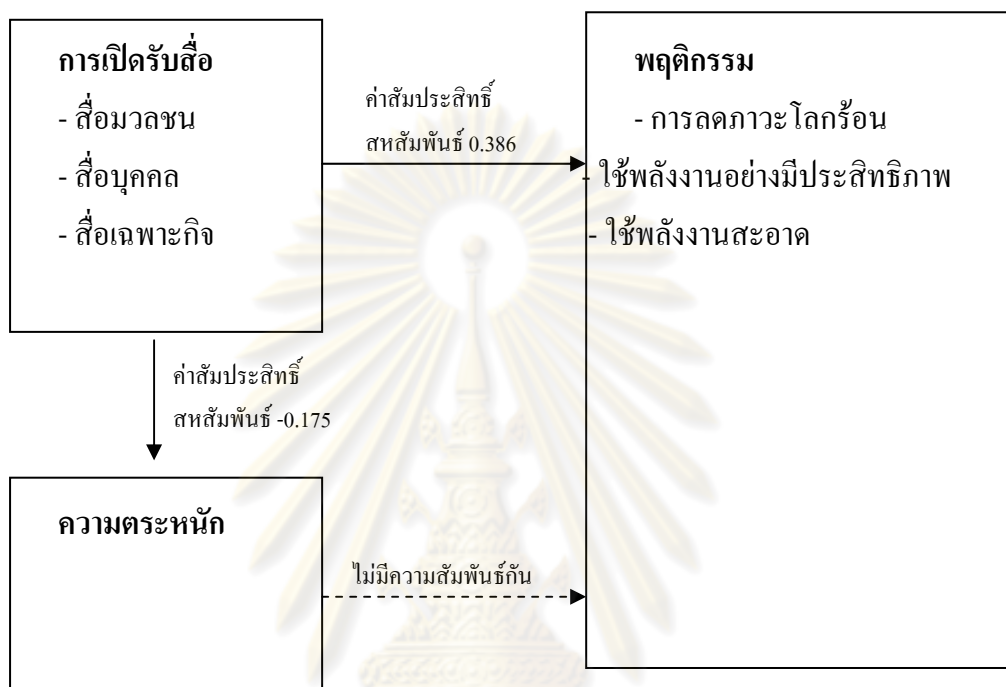 การเปิดรับสื่อ
- สื่อมวลชน
- สื่อบุคคล
- สื่อเฉพาะกิจ
ค่าสัมประสิทธิ์
สหสัมพันธ์ 0.386
พฤติกรรม
- การลดภาวะโลกร้อน
- ใช้พลังงานอย่างมีประสิทธิภาพ
- ใช้พลังงานสะอาด
ค่าสัมประสิทธิ์
สหสัมพันธ์ -0.175
ความตระหนัก
ไม่มีความสัมพันธ์กัน